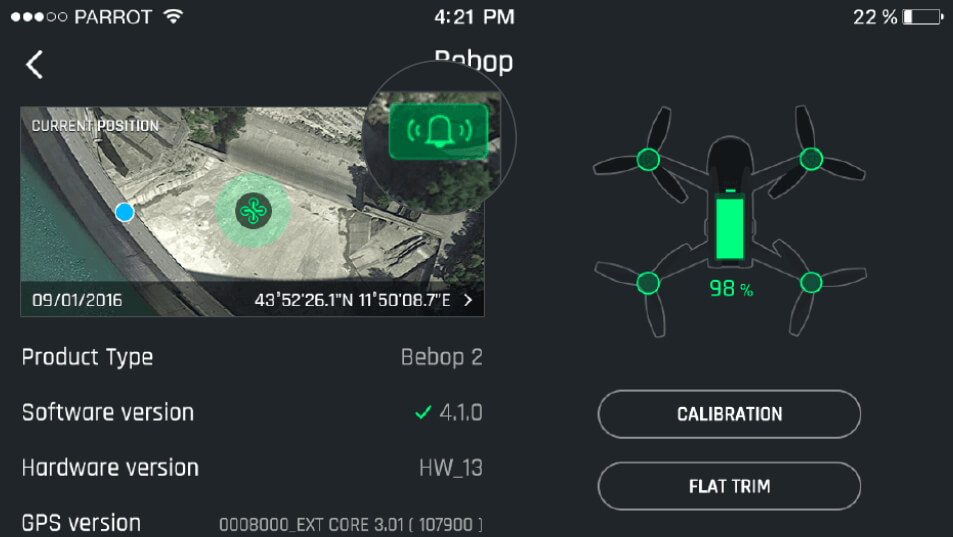 PARROT
4:21 PM
22 %
Bebop
CURRENT POSITION
09/01/2016
43°52'26.1"N 11°50'08.7"E
98 %
Product Type
Bebop 2
Software version
4.1.0
Hardware version
HW_13
GPS version
0008000_EXT CORE 3.01 ( 107900 )
CALIBRATION
FLAT TRIM